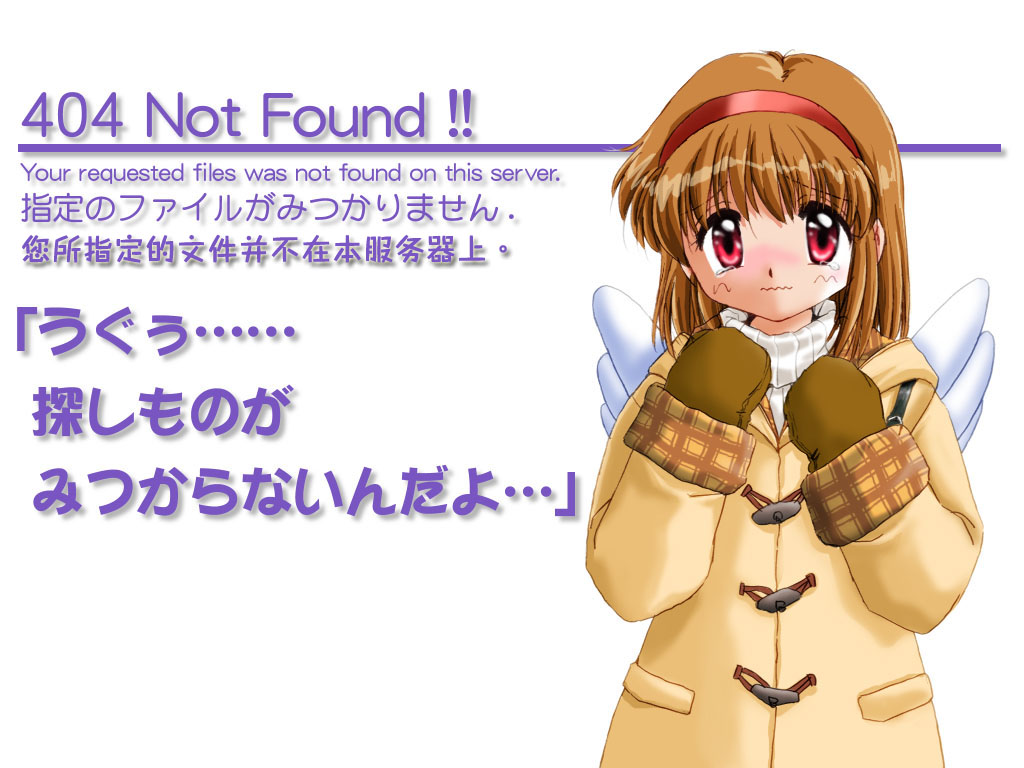 404 Not Found !!
Your requested files was not found on this server.
指定のファイルがみつかりません.
您所指定的文件并不在本服务器上。
「うぐぅ……
探しものが
みつからないんだよ…」